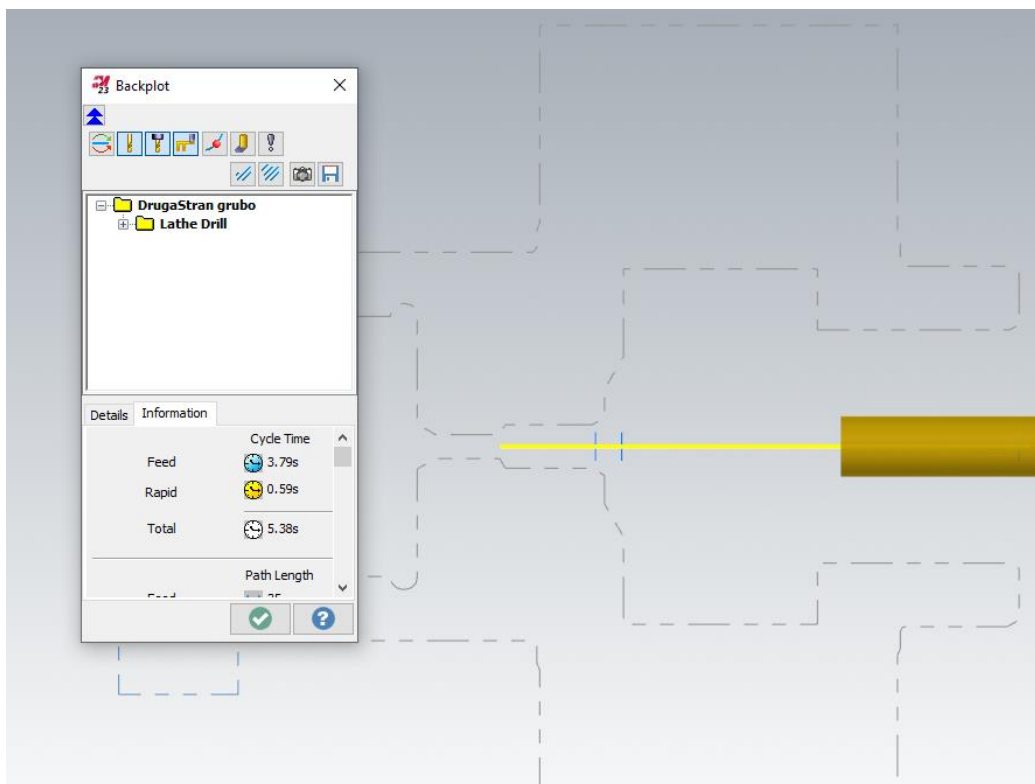 23
Backplot
DrugaStran grubo
Lathe Drill
Details
Information
Cycle Time
Feed
3.79s
Rapid
0.59s
Total
5.38s
Path Length